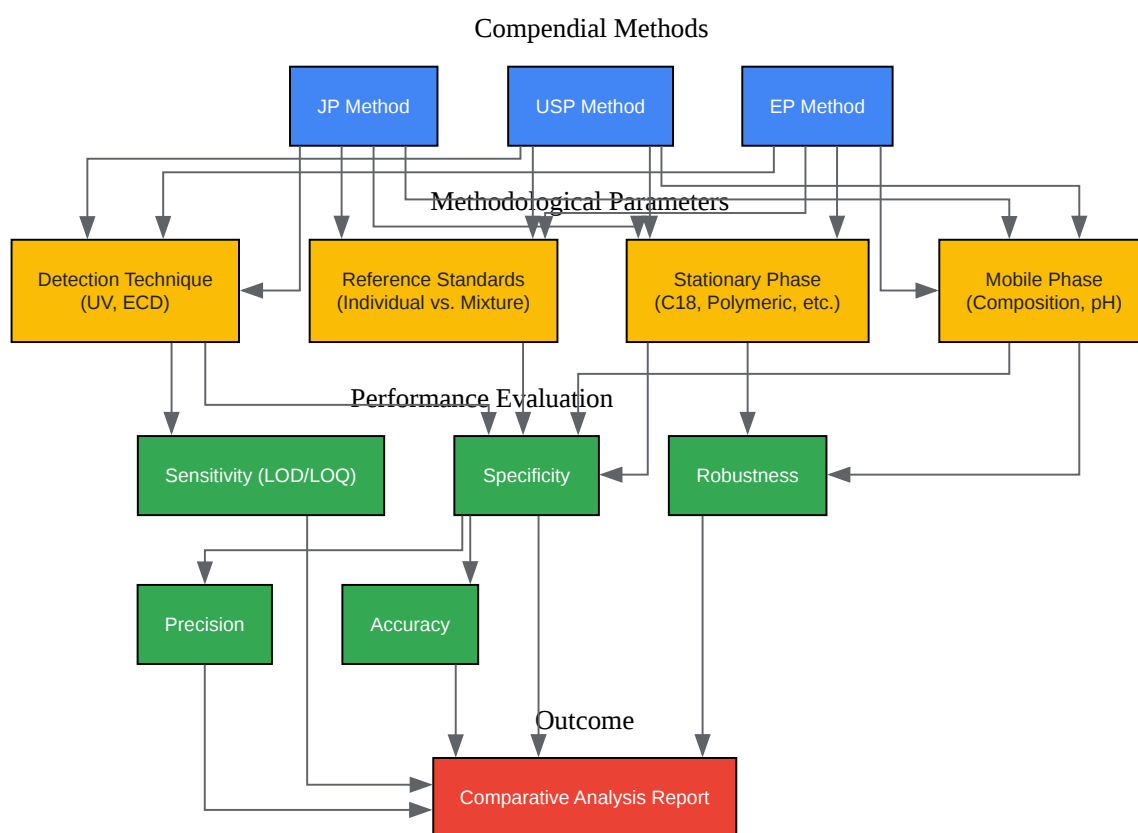 Compendial Methods
JP Method
USP Method
EP Method
Methodological Parameters
Detection Technique
(UV, ECD)
Reference Standards
(Individual vs. Mixture)
Stationary Phase
(C18, Polymeric, etc.)
Mobile Phase
(Composition, pH)
Performance Evaluation
Sensitivity (LOD/LOQ)
Specificity
Robustness
Precision
Accuracy
Outcome
Comparative Analysis Report